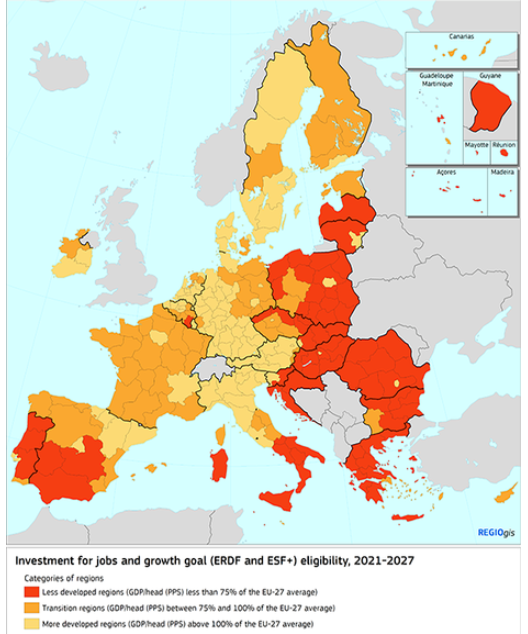 Canarias
Guadeloupe
Martinique
Guyane
Mayotte
Réunion
Açores
Madeira
REGIOgis
Investment for jobs and growth goal (ERDF and ESF+) eligibility, 2021-2027
Categories of regions
Less developed regions (GDP/head (PPS) less than 75% of the EU-27 average)
Transition regions (GDP/head (PPS) between 75% and 100% of the EU-27 average)
More developed regions (GDP/head (PPS) above 100% of the EU-27 average)